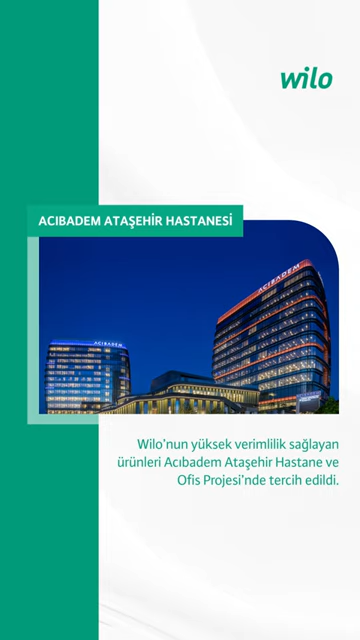 wilo
ACIBADEM ATAŞEHİR HASTANESİ
ACIBADEM
ACIBADEM
Wilo'nun yüksek verimlilik sağlayan
ürünleri Acıbadem Ataşehir Hastane ve
Ofis Projesi'nde tercih edildi.